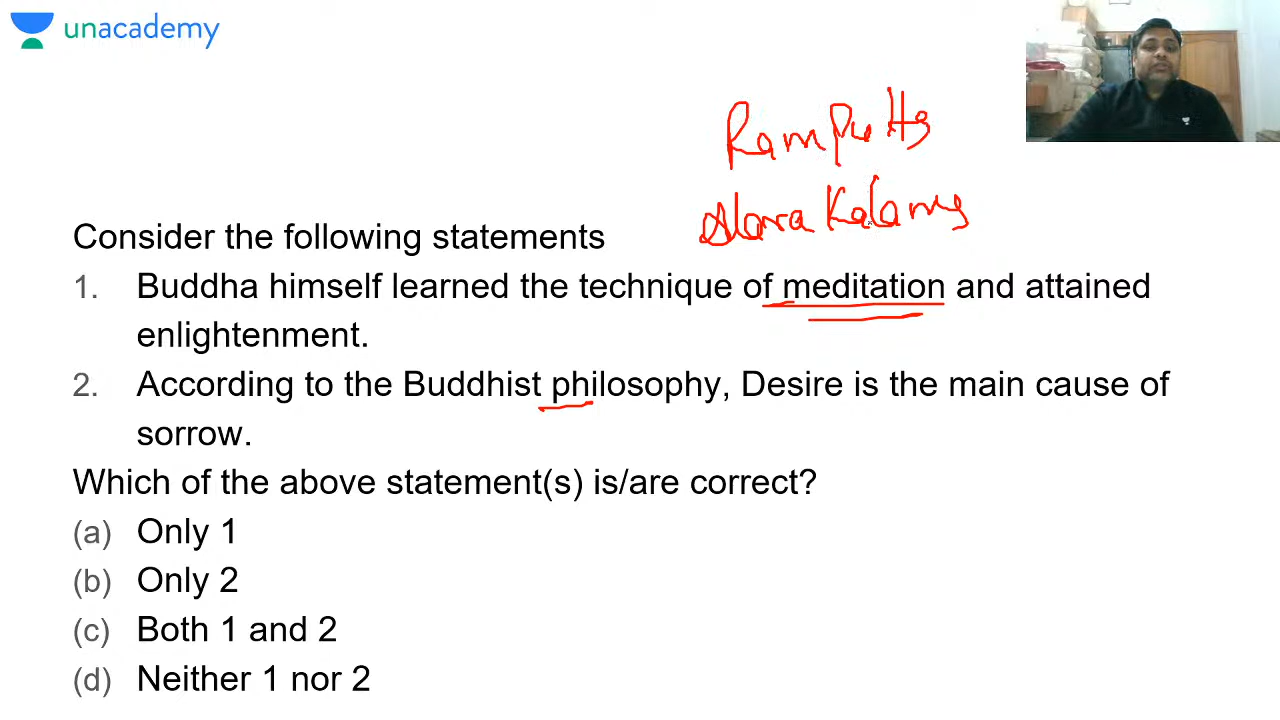 unacademy
Ramputta
Alara Kalama
Consider the following statements
1. Buddha himself learned the technique of meditation and attained
enlightenment.
2. According to the Buddhist philosophy, Desire is the main cause of
sorrow.
Which of the above statement(s) is/are correct?
(a) Only 1
(b) Only 2
(c) Both 1 and 2
(d) Neither 1 nor 2